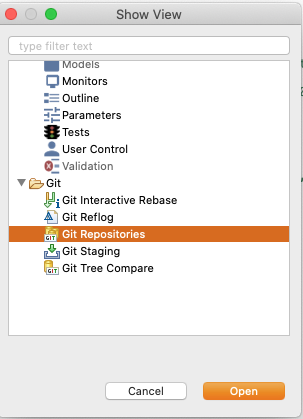 Show View
type filter text
Models
Monitors
Outline
Parameters
Tests
User Control
Validation
Git
Git Interactive Rebase
Git Reflog
Git Repositories
Git Staging
Git Tree Compare
Cancel
Open